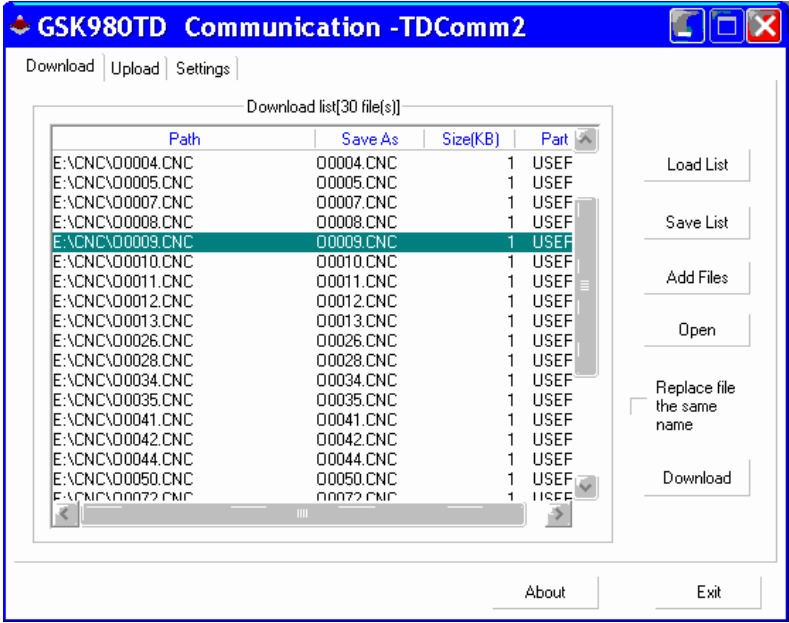 GSK980TD Communication -TDComm2
Download Upload Settings
Download list[30 file(s)]
Path Save As Size(KB) Part
E:\CNC\O0004.CNC O0004.CNC 1 USEF
E:\CNC\O0005.CNC O0005.CNC 1 USEF
E:\CNC\O0007.CNC O0007.CNC 1 USEF
E:\CNC\O0008.CNC O0008.CNC 1 USEF
E:\CNC\O0009.CNC O0009.CNC 1 USEF
E:\CNC\O0010.CNC O0010.CNC 1 USEF
E:\CNC\O0011.CNC O0011.CNC 1 USEF
E:\CNC\O0012.CNC O0012.CNC 1 USEF
E:\CNC\O0013.CNC O0013.CNC 1 USEF
E:\CNC\O0026.CNC O0026.CNC 1 USEF
E:\CNC\O0028.CNC O0028.CNC 1 USEF
E:\CNC\O0034.CNC O0034.CNC 1 USEF
E:\CNC\O0035.CNC O0035.CNC 1 USEF
E:\CNC\O0041.CNC O0041.CNC 1 USEF
E:\CNC\O0042.CNC O0042.CNC 1 USEF
E:\CNC\O0044.CNC O0044.CNC 1 USEF
E:\CNC\O0050.CNC O0050.CNC 1 USEF
E:\CNC\O0072.CNC O0072.CNC 1 USEF
Load List
Save List
Add Files
Open
Replace file
the same
name
Download
About
Exit